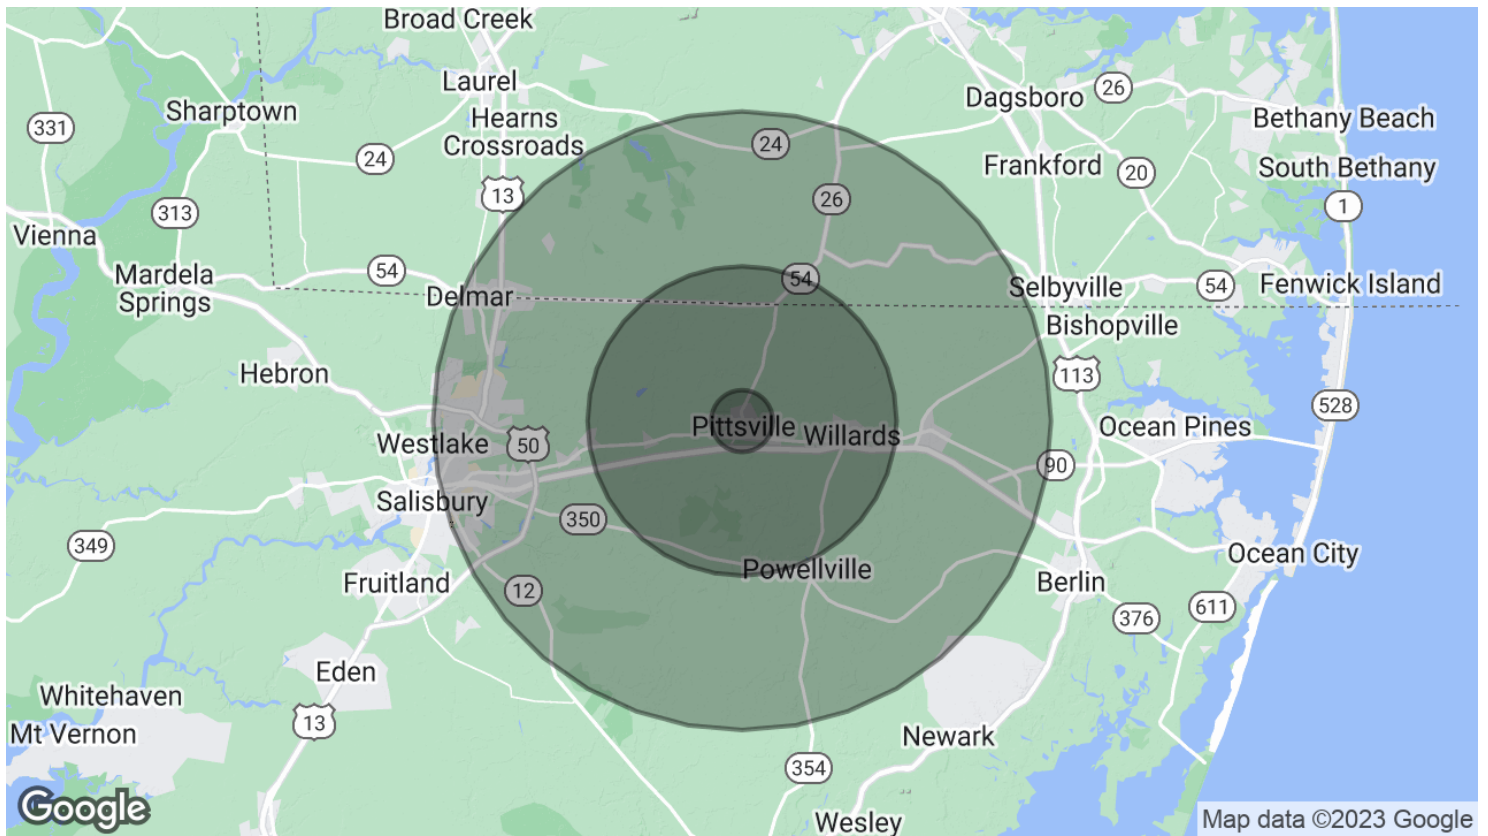 Broad Creek
Laurel
Sharptown
Hearns
Crossroads
Dagsboro
26
Bethany Beach
331
24
24
Frankford
20
South Bethany
13
26
1
313
Vienna
Mardela
Springs
54
Delmar
54
Selbyville
54
Fenwick Island
Bishopville
Hebron
113
528
Pittsville
Willards
Ocean Pines
Westlake
50
90
Salisbury
350
349
Ocean City
Fruitland
12
Powellville
Berlin
376
611
Eden
Whitehaven
13
Mt Vernon
Newark
354
Wesley
Google
Map data ©2023 Google